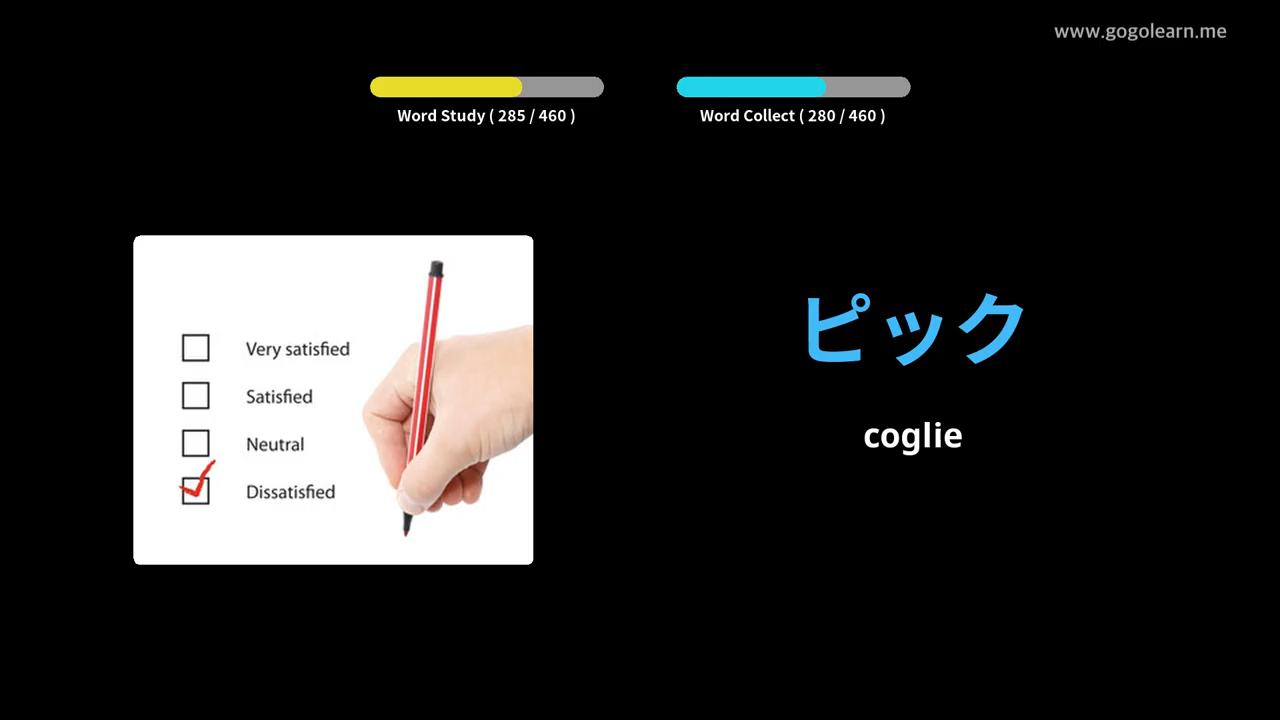 www.gogolearn.me
Word Study ( 285 / 460 )
Word Collect ( 280 / 460 )
Very satisfied
Satisfied
Neutral
Dissatisfied
ピック
coglie